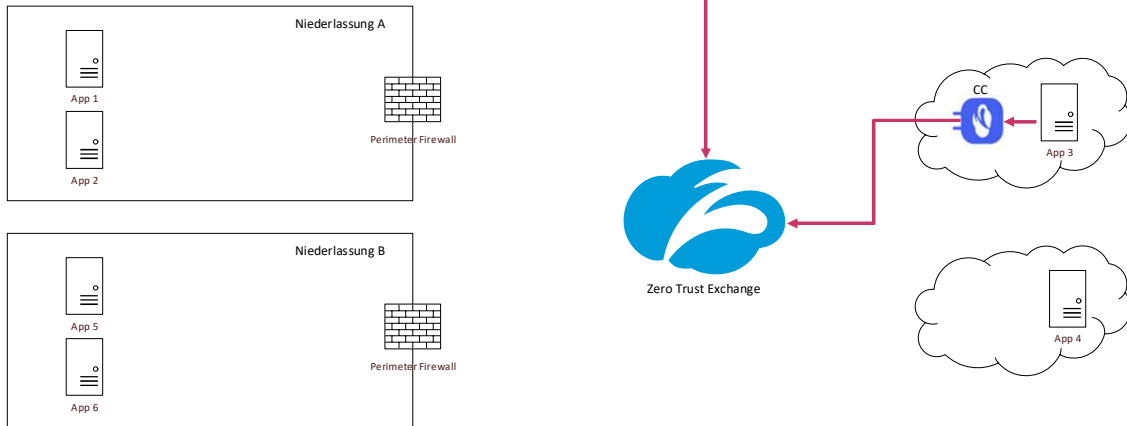 Niederlassung A
App 1
App 2
Perimeter Firewall
CC
App 3
Zero Trust Exchange
Niederlassung B
App 5
App 6
Perimeter Firewall
App 4